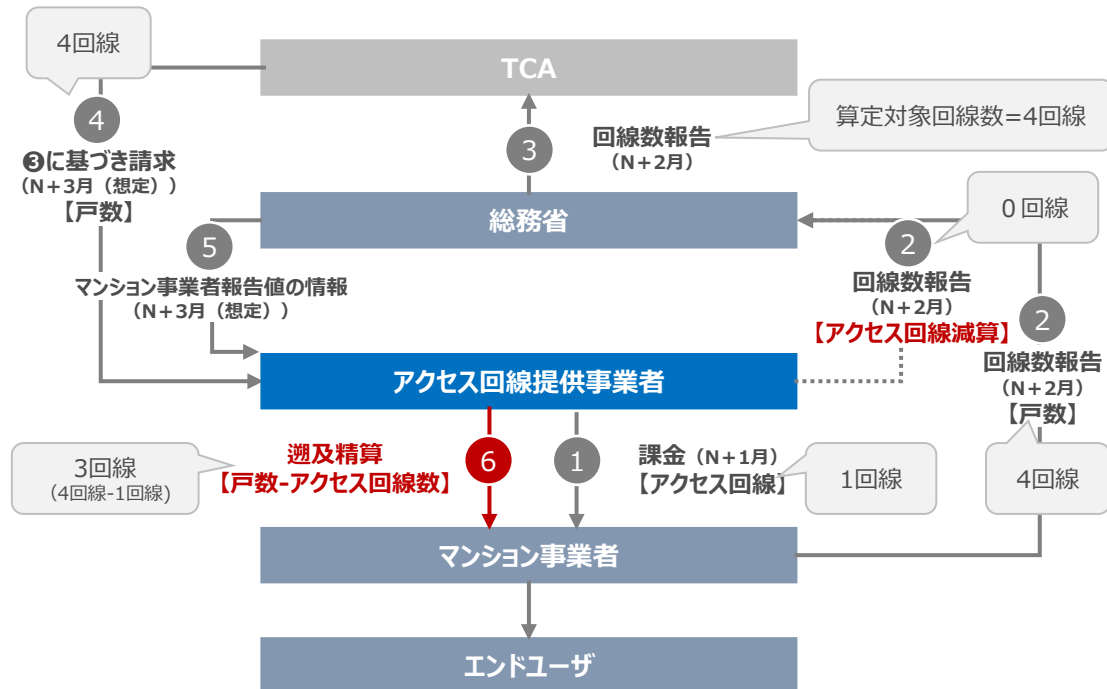 4回線
TCA
4
❸に基づき請求
（N+3月（想定））
【戸数】
3
回線数報告
（N+2月）
算定対象回線数=4回線
総務省
5
マンション事業者報告値の情報
（N+3月（想定））
０回線
2
回線数報告
（N+2月）
【アクセス回線減算】
2
回線数報告
（N+2月）
【戸数】
アクセス回線提供事業者
3回線
(4回線-1回線)
遡及精算
【戸数-アクセス回線数】
6
1
課金（N+1月）
【アクセス回線】
1回線
4回線
マンション事業者
エンドユーザ